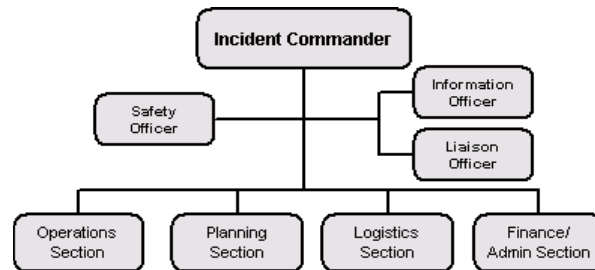 Incident Commander
Information
Officer
Safety
Officer
Liaison
Officer
Operations
Section
Planning
Section
Logistics
Section
Finance/
Admin Section